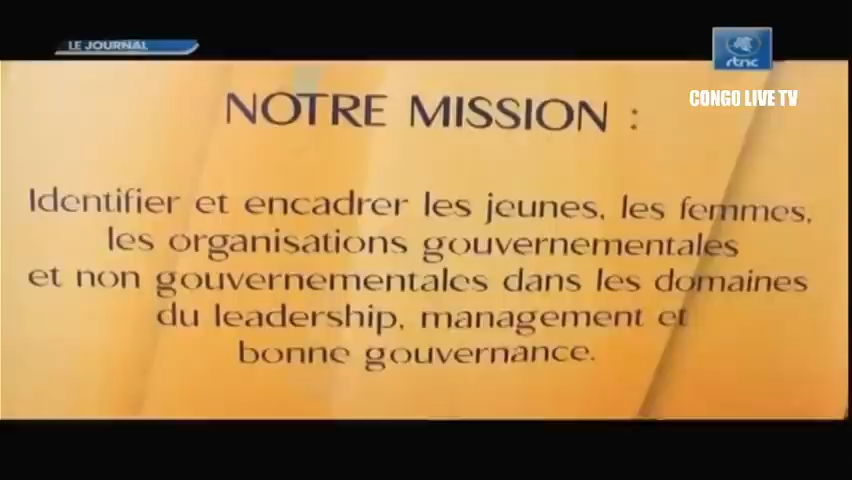 LE JOURNAL
rtnc
CONGO LIVE TV
NOTRE MISSION :
Identifier et encadrer les jeunes, les femmes,
les organisations gouvernementales
et non gouvernementales dans les domaines
du leadership, management et
bonne gouvernance.